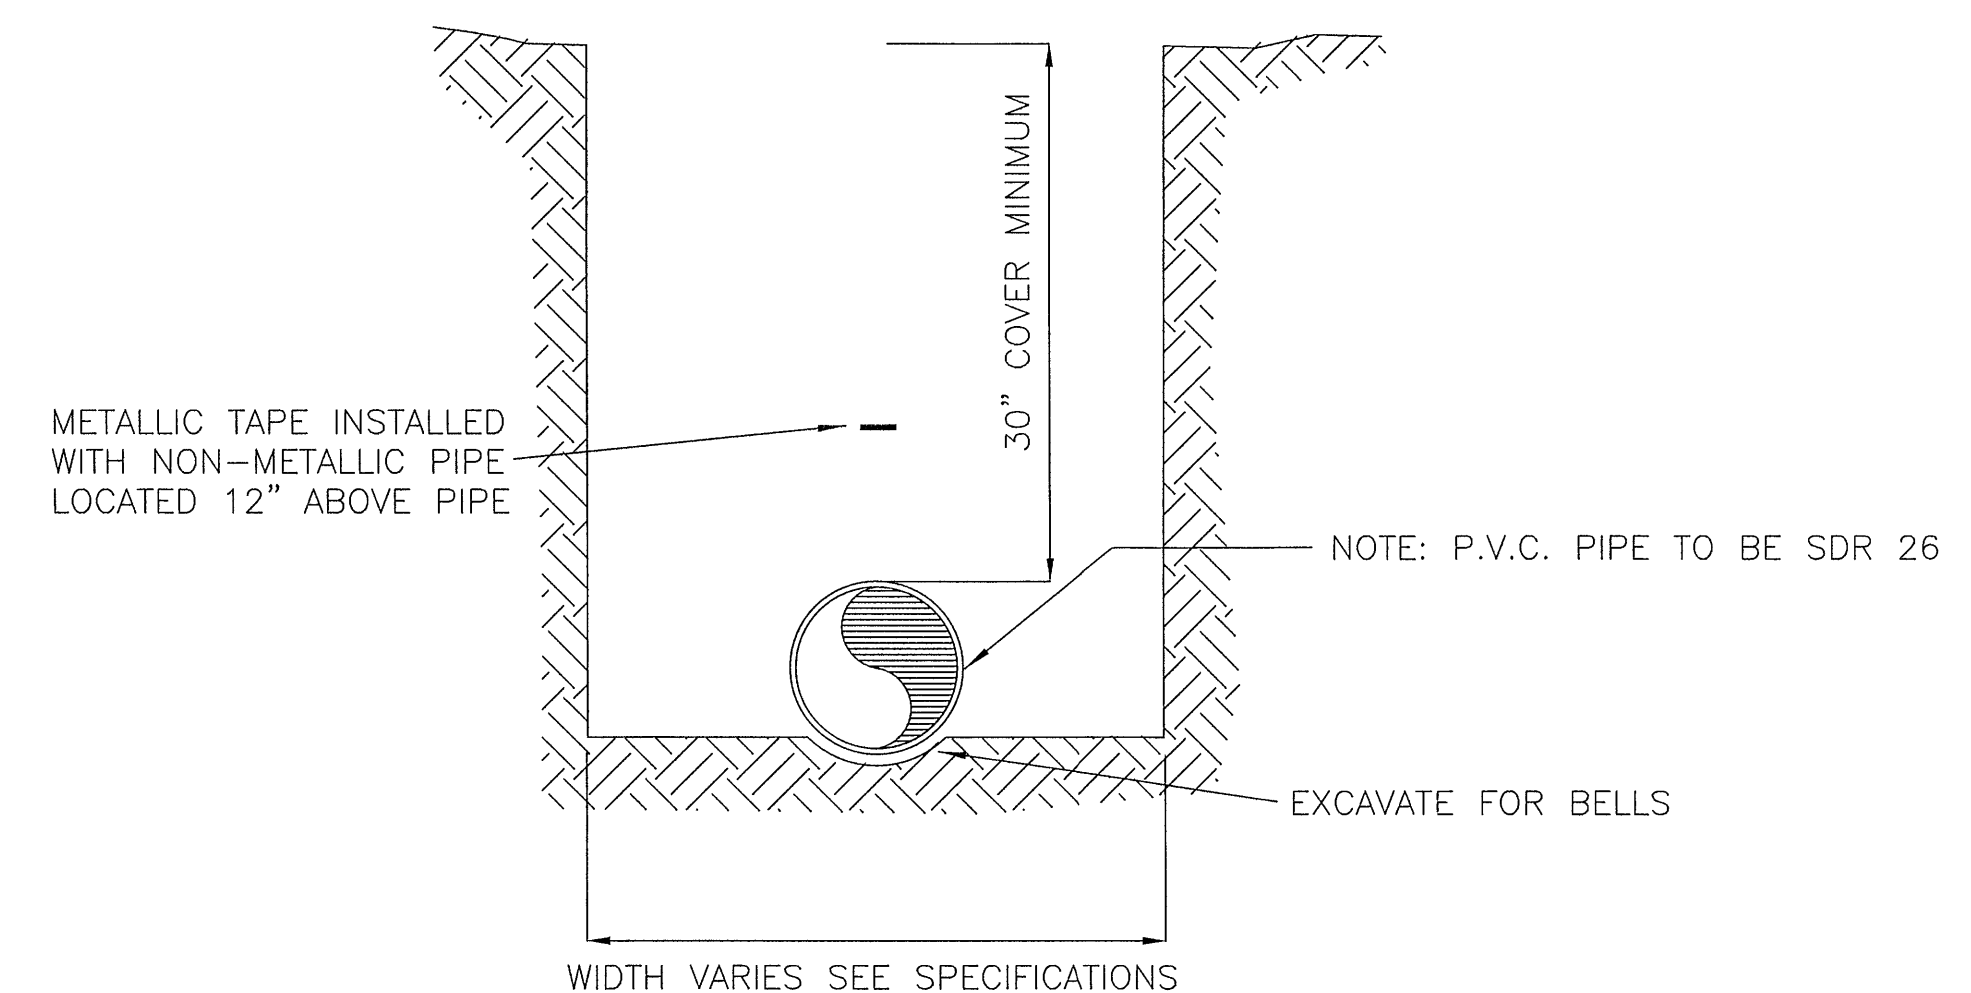 30” COVER MINIMUM
METALLIC TAPE INSTALLED
WITH NON-METALLIC PIPE
LOCATED 12” ABOVE PIPE
NOTE: P.V.C. PIPE TO BE SDR 26
EXCAVATE FOR BELLS
WIDTH VARIES SEE SPECIFICATIONS